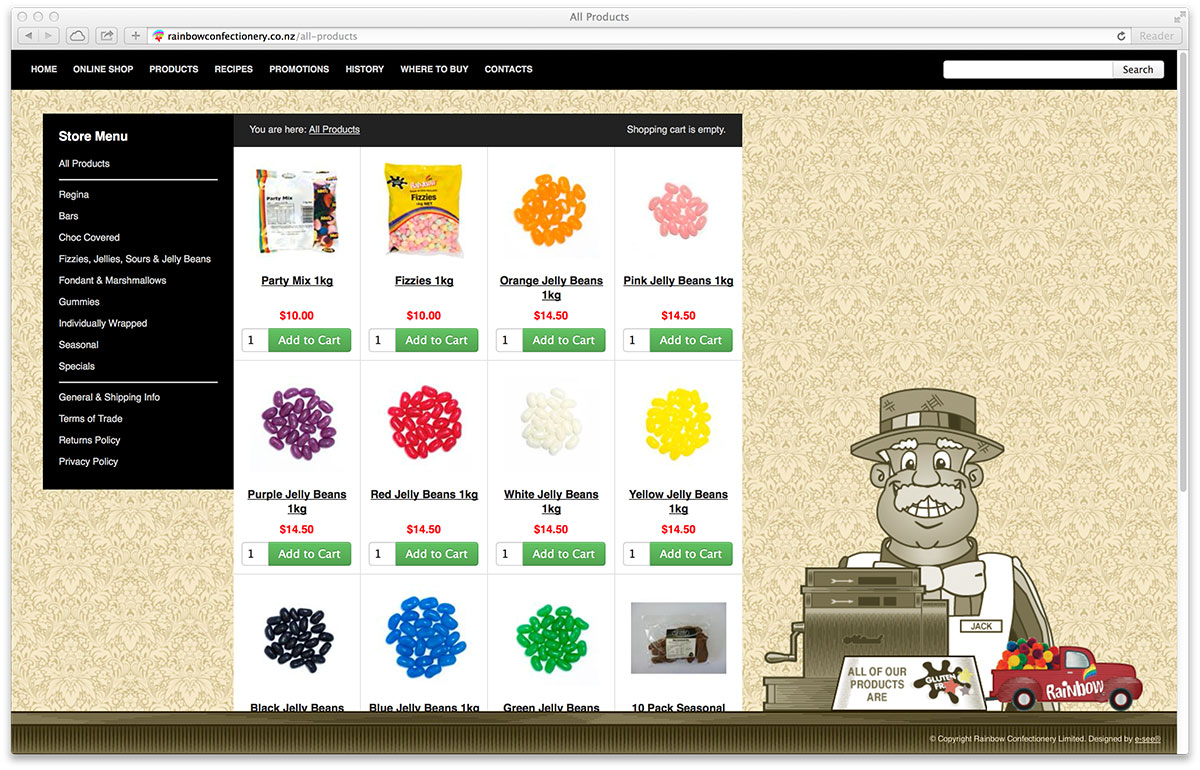 All Products
rainbowconfectionery.co.nz/all-products
Reader
HOME ONLINE SHOP PRODUCTS RECIPES PROMOTIONS HISTORY WHERE TO BUY CONTACTS
Search
Store Menu
All Products
Regina
Bars
Choc Covered
Fizzies, Jellies, Sours & Jelly Beans
Fondant & Marshmallows
Gummies
Individually Wrapped
Seasonal
Specials
General & Shipping Info
Terms of Trade
Returns Policy
Privacy Policy
You are here: All Products
Shopping cart is empty.
Party Mix
Rainbow
Fizzies
1kg NET
Party Mix 1kg
$10.00
1 Add to Cart
Fizzies 1kg
$10.00
1 Add to Cart
Orange Jelly Beans
1kg
$14.50
1 Add to Cart
Pink Jelly Beans 1kg
$14.50
1 Add to Cart
Purple Jelly Beans
1kg
$14.50
1 Add to Cart
Red Jelly Beans 1kg
$14.50
1 Add to Cart
White Jelly Beans
1kg
$14.50
1 Add to Cart
Yellow Jelly Beans
1kg
$14.50
1 Add to Cart
Black Jelly Beans
Blue Jelly Beans 1kg
Green Jelly Beans
10 Pack Seasonal
JACK
ALL OF OUR
PRODUCTS
ARE
GLUTEN
FREE
Rainbow
© Copyright Rainbow Confectionery Limited. Designed by e-see®